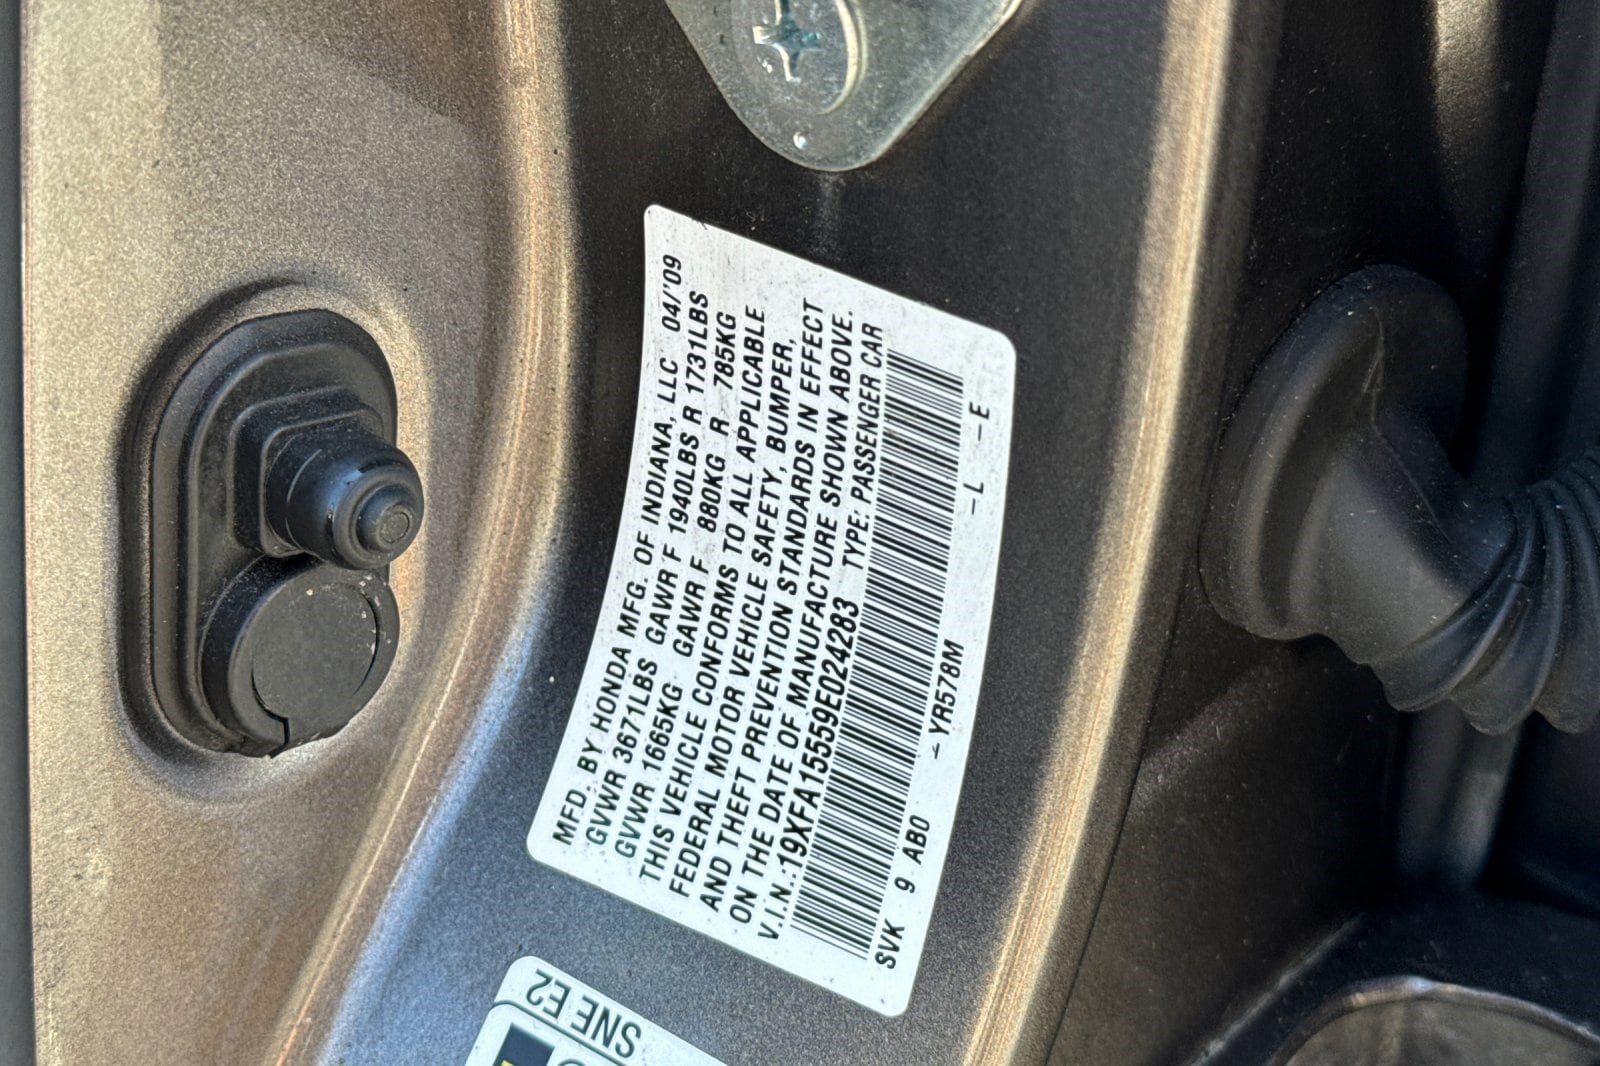 MFD. BY HONDA MFG. OF INDIANA, LLC 04/'09
GVWR 3671LBS GAWR F 1940LBS R 1731LBS
GVWR 1665KG GAWR F 880KG R 785KG
THIS VEHICLE CONFORMS TO ALL APPLICABLE
FEDERAL MOTOR VEHICLE SAFETY, BUMPER,
AND THEFT PREVENTION STANDARDS IN EFFECT
ON THE DATE OF MANUFACTURE SHOWN ABOVE.
V.I.N.:19XFA15559E024283 TYPE: PASSENGER CAR
SVK 9 AB0 -YR578M -L -E
SNE E2